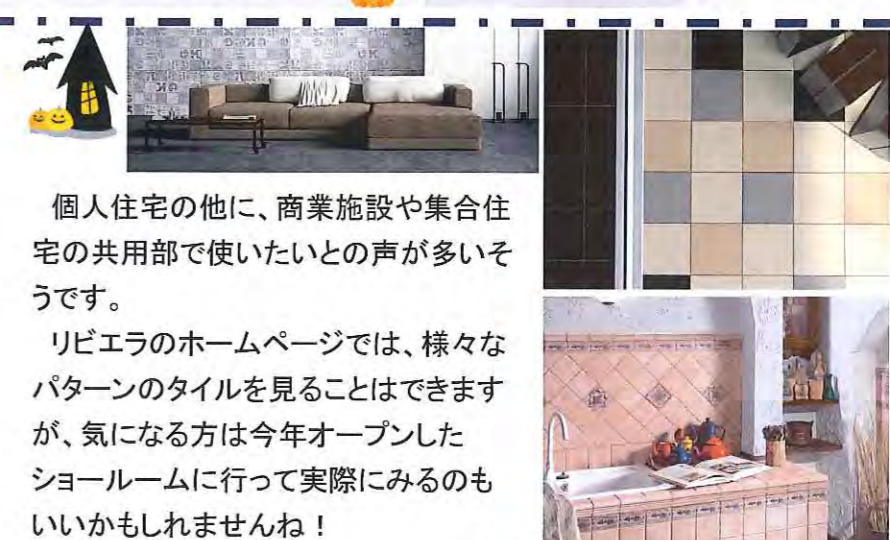 個人住宅の他に、商業施設や集合住
宅の共用部で使いたいとの声が多いそ
うです。
リビエラのホームページでは、様々な
パターンのタイルを見ることはできます
が、気になる方は今年オープンした
ショールームに行って実際にみるのも
いいかもしれませんね！